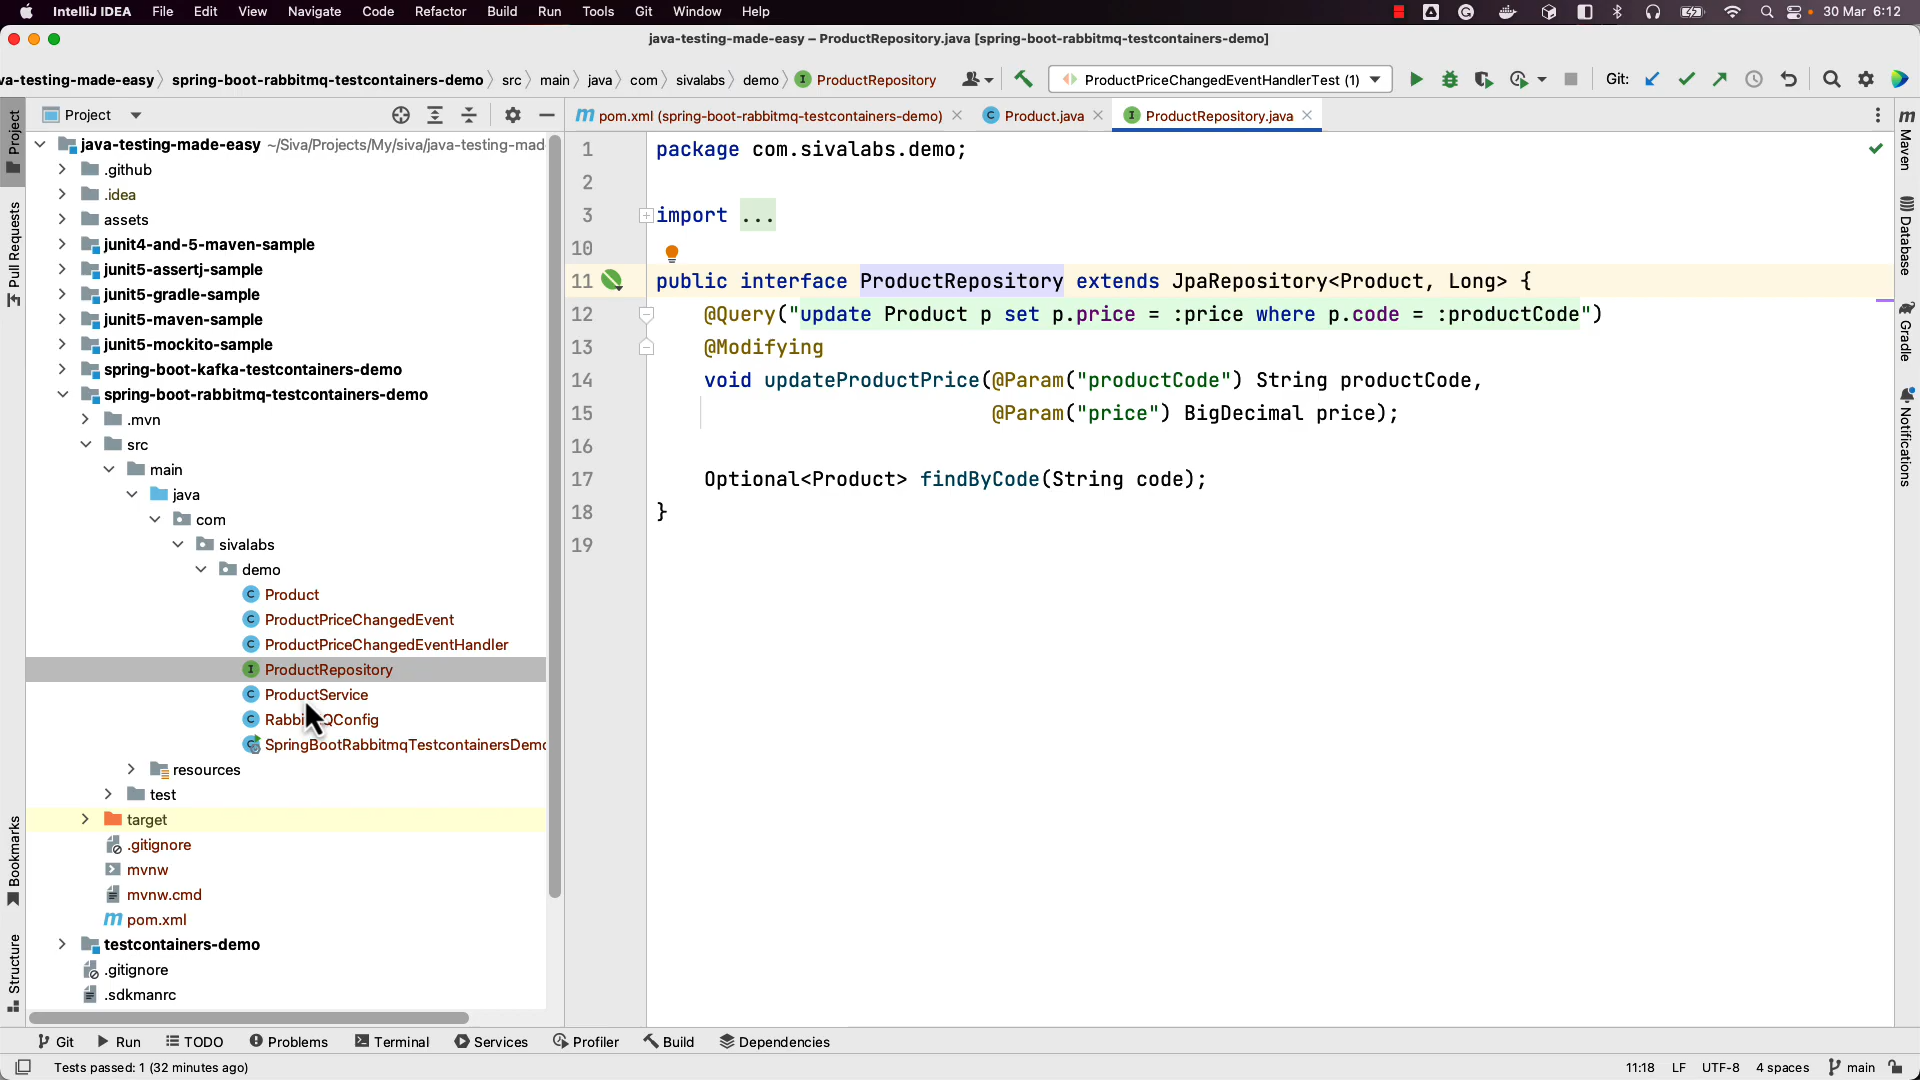 IntelliJ IDEA File Edit View Navigate Code Refactor Build Run Tools Git Window Help 30 Mar 6:12
java-testing-made-easy – ProductRepository.java [spring-boot-rabbitmq-testcontainers-demo]
va-testing-made-easy spring-boot-rabbitmq-testcontainers-demo src main java com sivalabs demo ProductRepository ProductPriceChangedEventHandlerTest (1) Git:
Project
pom.xml (spring-boot-rabbitmq-testcontainers-demo) Product.java ProductRepository.java
Project
Pull Requests
Bookmarks
Structure
java-testing-made-easy ~/Siva/Projects/My/siva/java-testing-mad
.github
.idea
assets
junit4-and-5-maven-sample
junit5-assertj-sample
junit5-gradle-sample
junit5-maven-sample
junit5-mockito-sample
spring-boot-kafka-testcontainers-demo
spring-boot-rabbitmq-testcontainers-demo
.mvn
src
main
java
com
sivalabs
demo
Product
ProductPriceChangedEvent
ProductPriceChangedEventHandler
ProductRepository
ProductService
SpringBootRabbitmqTestcontainersDemo
resources
test
target
.gitignore
mvnw
mvnw.cmd
pom.xml
testcontainers-demo
.gitignore
.sdkmanrc
1 package com.sivalabs.demo;
2
3 import ...
10
11 public interface ProductRepository extends JpaRepository<Product, Long> {
12 @Query("update Product p set p.price = :price where p.code = :productCode")
13 @Modifying
14 void updateProductPrice(@Param("productCode") String productCode,
15 @Param("price") BigDecimal price);
16
17 Optional<Product> findByCode(String code);
18 }
19
Maven
Database
Gradle
Notifications
Git Run TODO Problems Terminal Services Profiler Build Dependencies
Tests passed: 1 (32 minutes ago) 11:18 LF UTF-8 4 spaces main